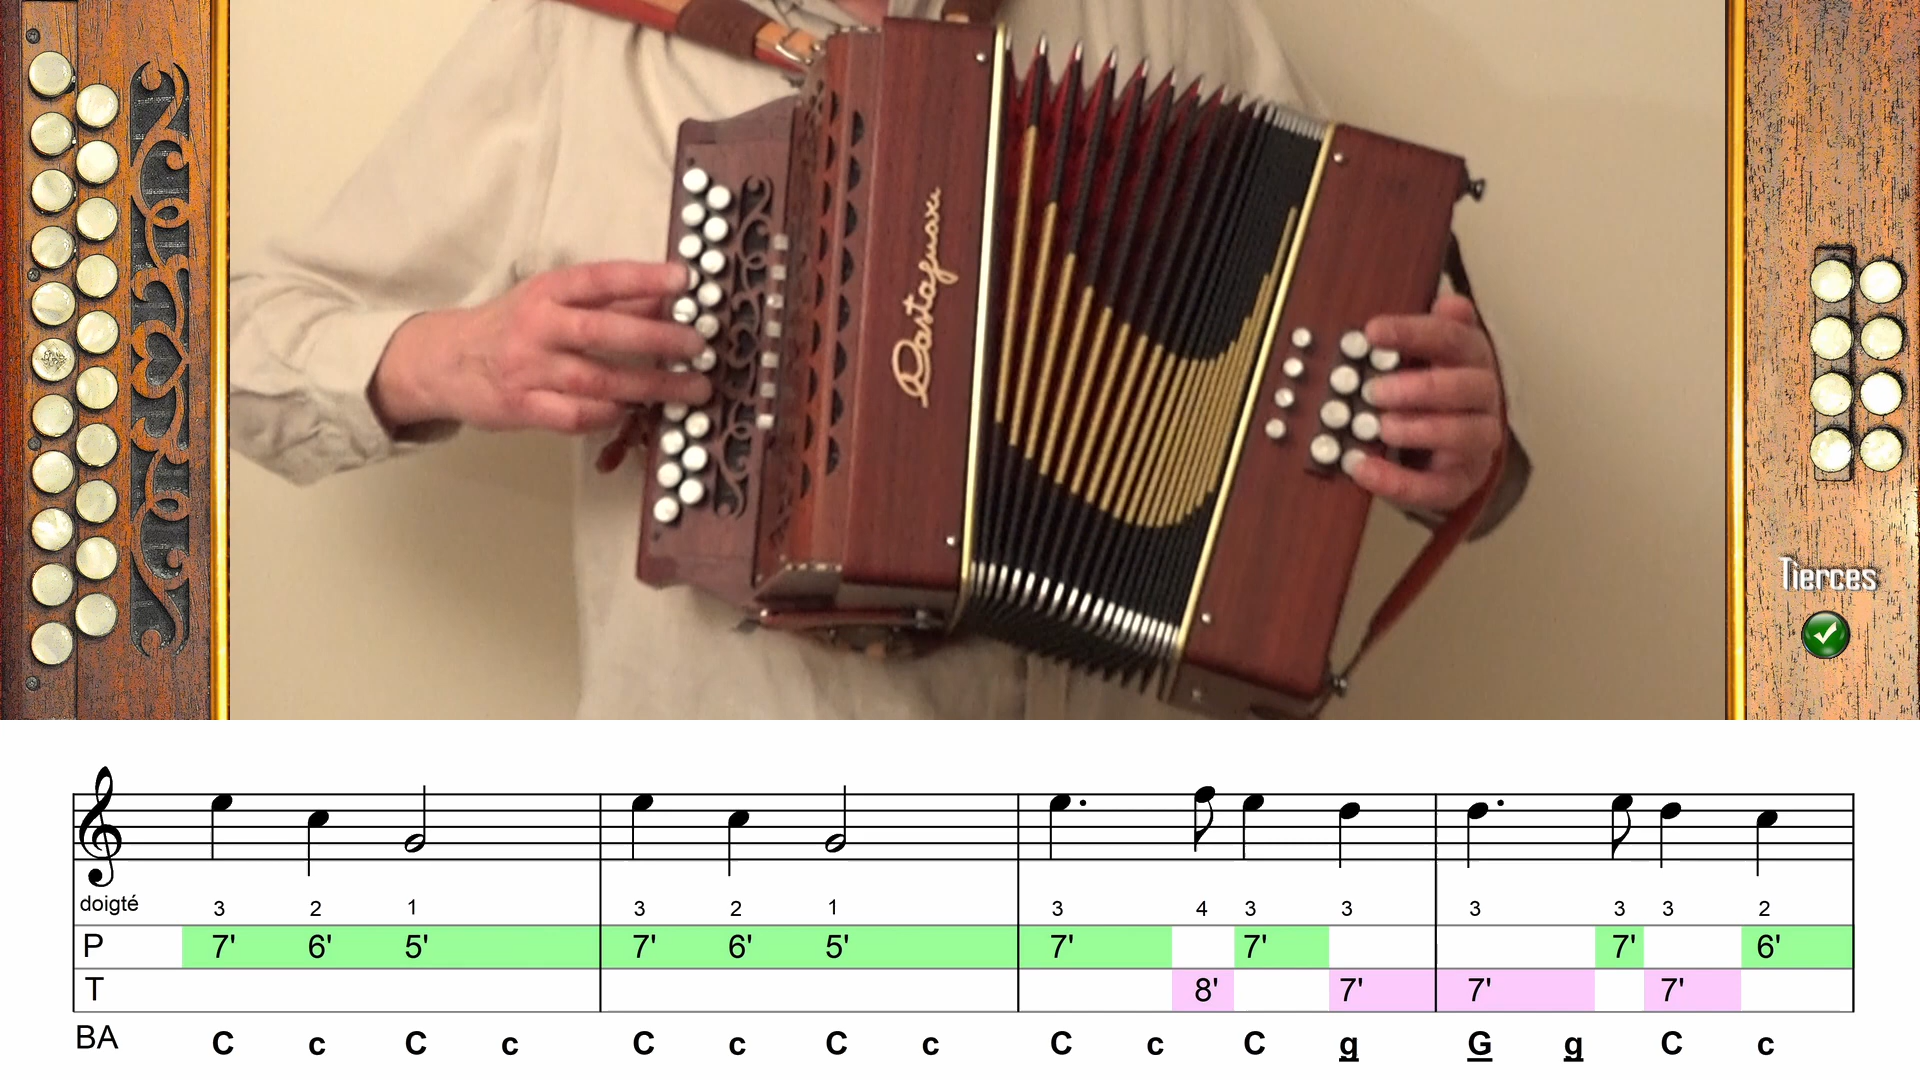 Castagnari
Tierces
doigté 3 2 1 3 2 1 3 4 3 3 3 3 3 2
P 7' 6' 5' 7' 6' 5' 7' 7' 7' 6'
T 8' 7' 7' 7'
BA C c C c C c C c C c C g G g C c